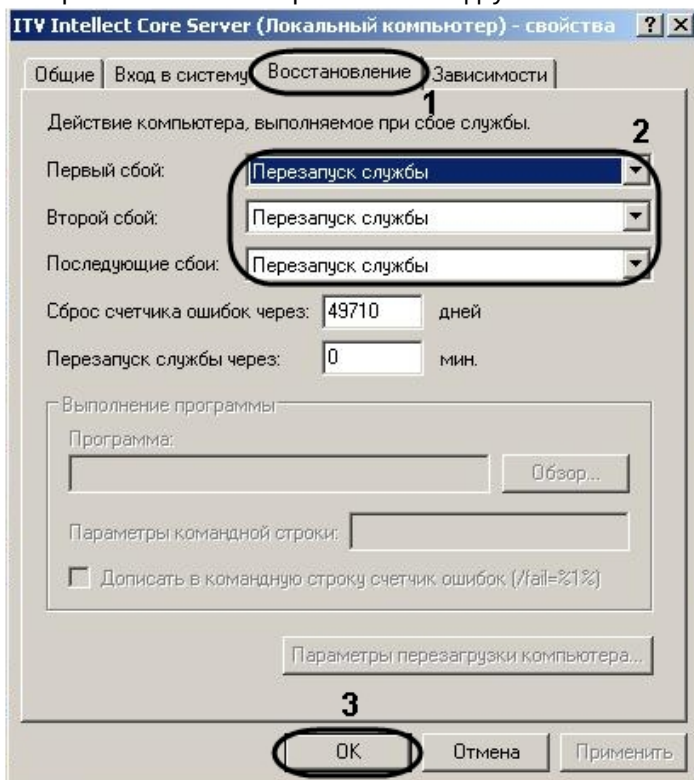 ITV Intellect Core Server (Локальный компьютер) - свойства
Общие Вход в систему Восстановление Зависимости
1
Действие компьютера, выполняемое при сбое службы.
2
Первый сбой: Перезапуск службы
Второй сбой: Перезапуск службы
Последующие сбои: Перезапуск службы
Сброс счетчика ошибок через: 49710 дней
Перезапуск службы через: 0 мин.
Выполнение программы
Программа:
Обзор...
Параметры командной строки:
Дописать в командную строку счетчик ошибок (/fail=%1%)
Параметры перезагрузки компьютера...
3
OK Отмена Применить